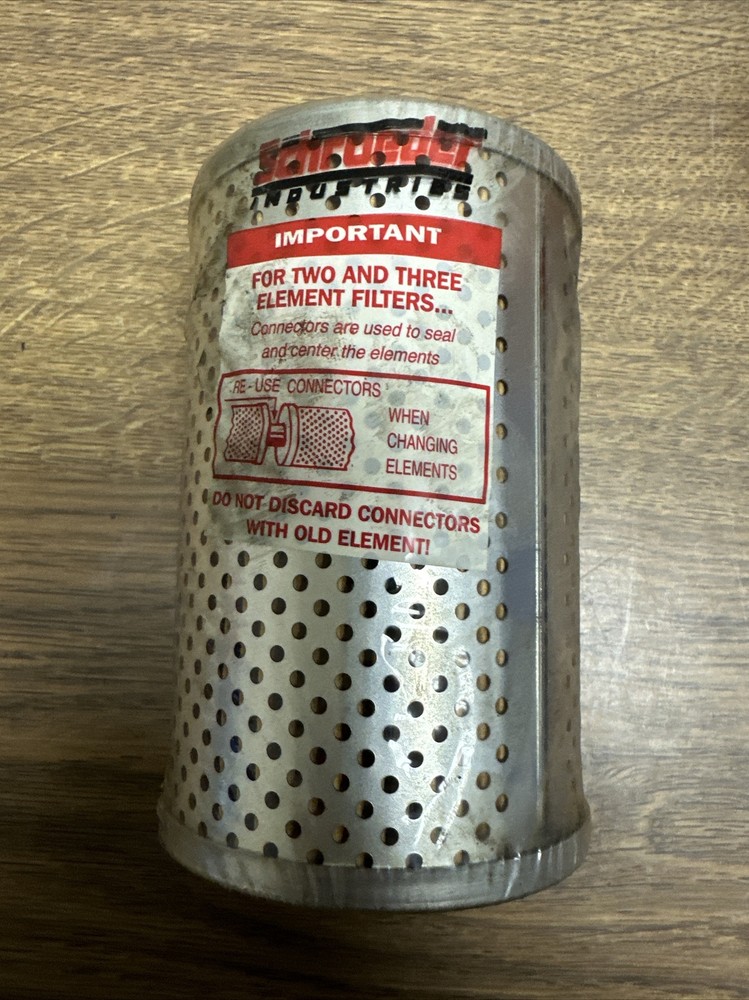 Schroeder
INDUSTRIES
IMPORTANT
FOR TWO AND THREE
ELEMENT FILTERS...
Connectors are used to seal
and center the elements
RE-USE CONNECTORS
WHEN
CHANGING
ELEMENTS
DO NOT DISCARD CONNECTORS
WITH OLD ELEMENT!